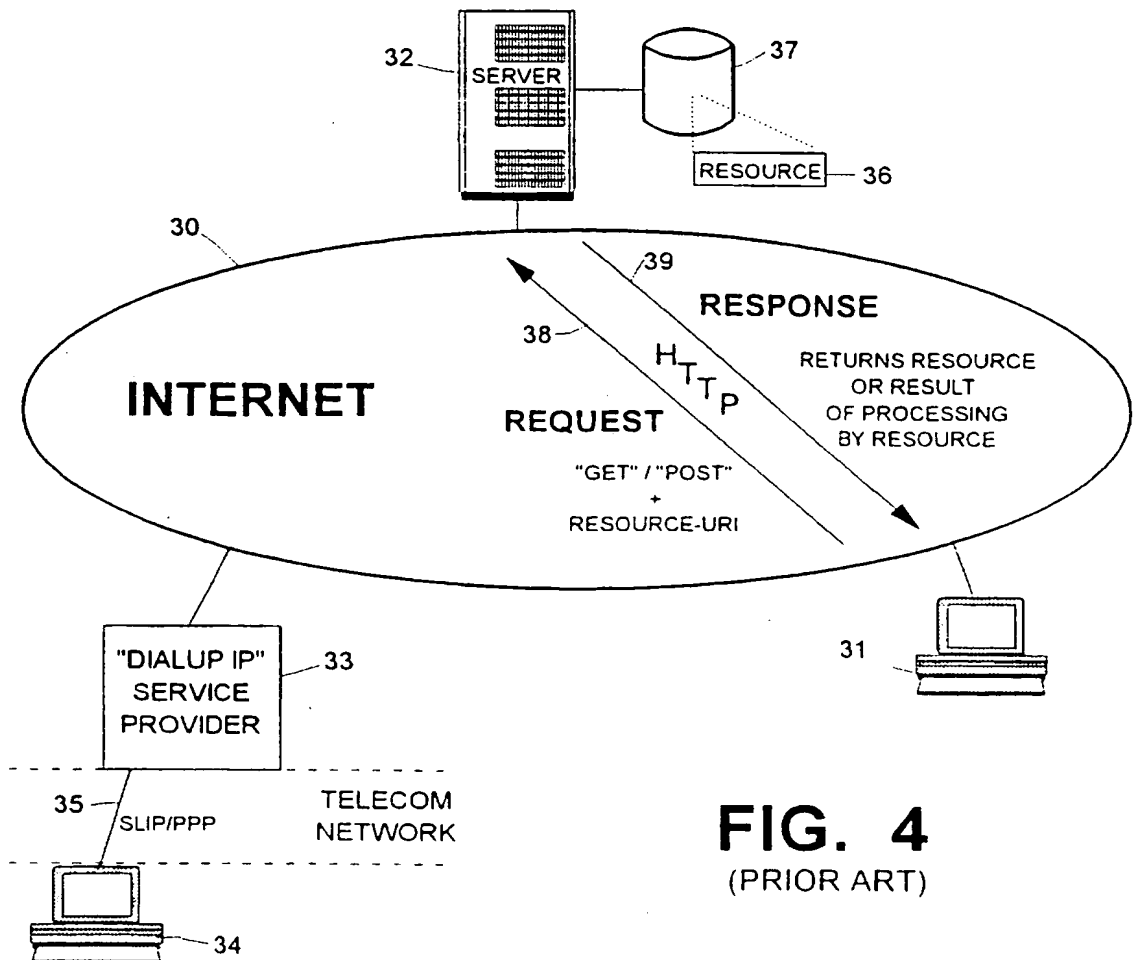 32
SERVER
37
RESOURCE
36
30
39
RESPONSE
38
HTTP
RETURNS RESOURCE
OR RESULT
OF PROCESSING
BY RESOURCE
INTERNET
REQUEST
"GET" / "POST"
+
RESOURCE-URI
"DIALUP IP"
SERVICE
PROVIDER
33
31
35
SLIP/PPP
TELECOM
NETWORK
34
FIG. 4
(PRIOR ART)